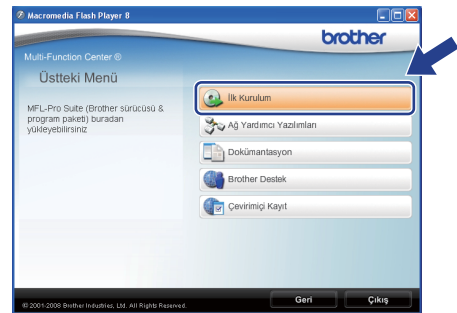 Macromedia Flash Player 8
brother
Multi-Function Center ®
Üstteki Menü
MFL-Pro Suite (Brother sürücüsü &
program paketi) buradan
yükleyebilirsiniz
İlk Kurulum
Ağ Yardımcı Yazılımları
Dokümantasyon
Brother Destek
Çevirimiçi Kayıt
© 2001-2008 Brother Industries, Ltd. All Rights Reserved.
Geri
Çıkış